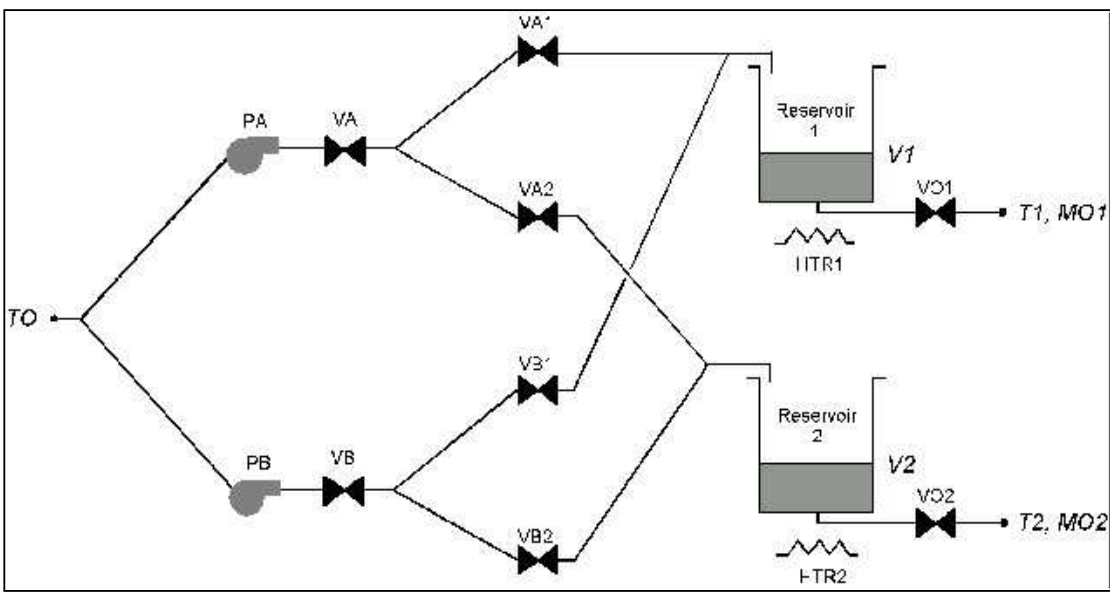 VA1
PA
VA
Reservoir
1
V1
VA2
VO1
T1, MO1
HTR1
TO
VB1
Reservoir
2
PB
VB
V2
VO2
VB2
T2, MO2
HTR2